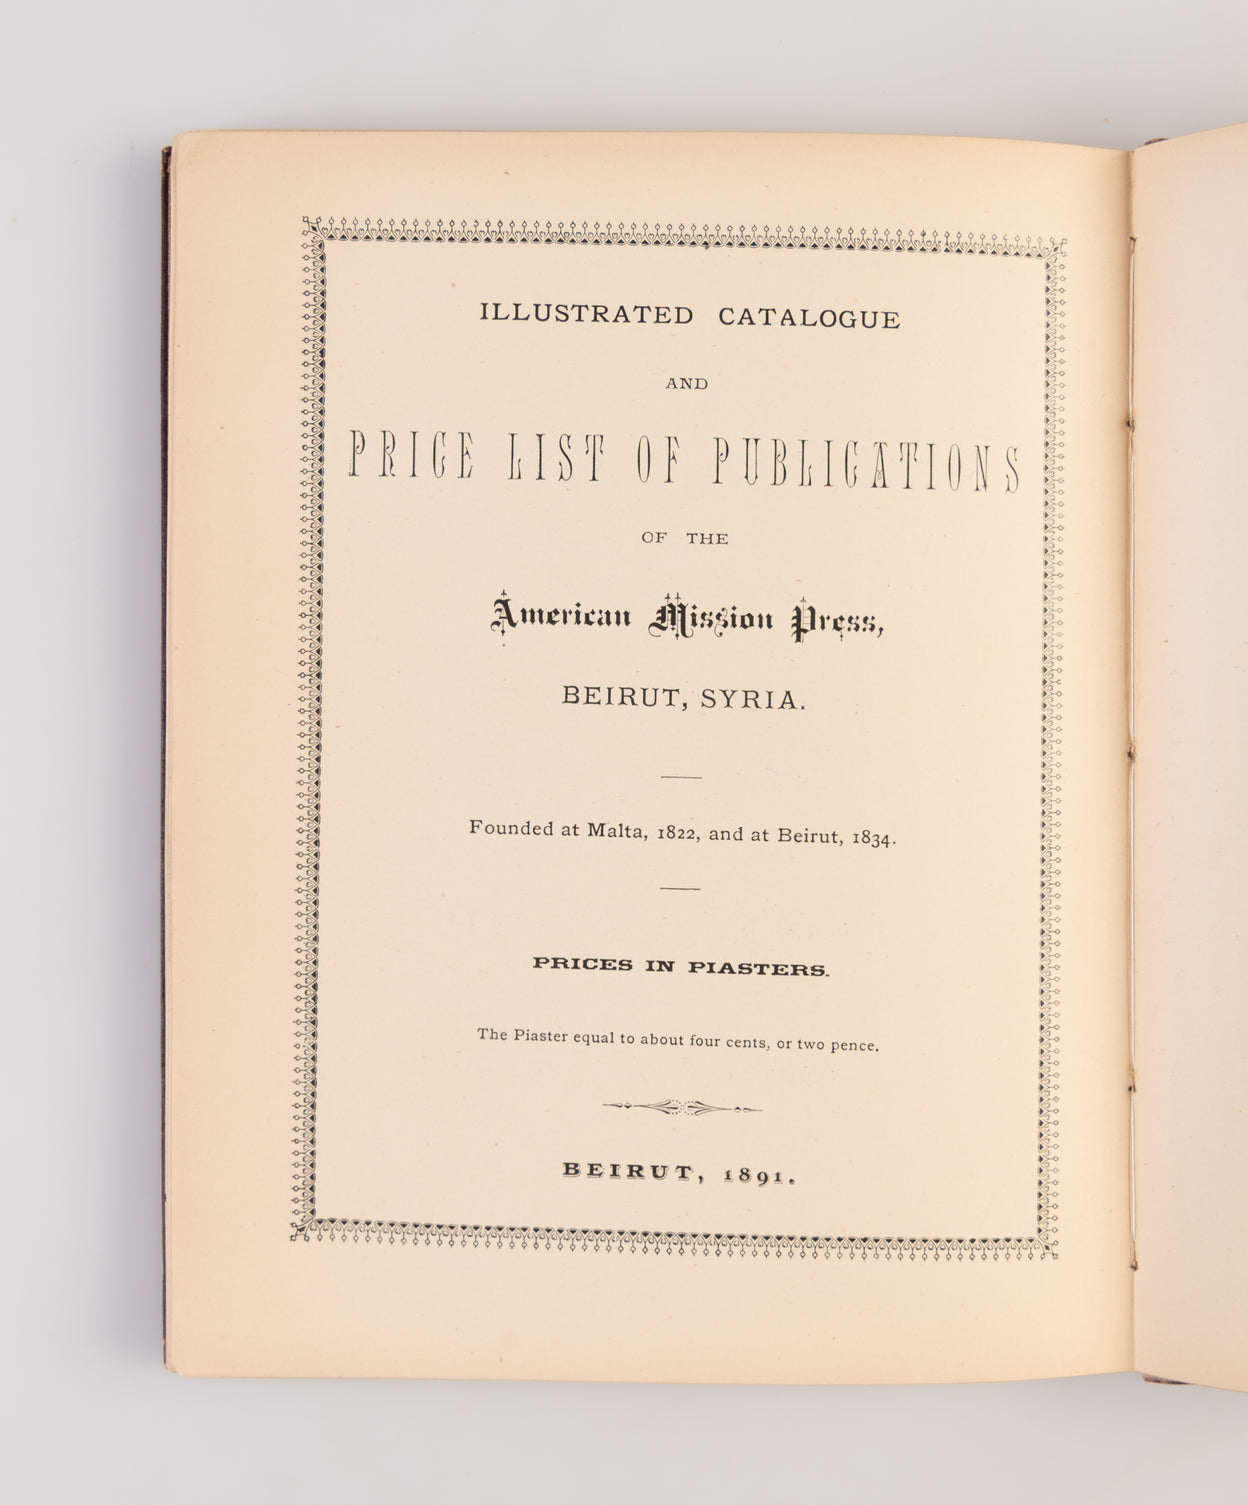 ILLUSTRATED CATALOGUE
AND
PRICE LIST OF PUBLICATIONS
OF THE
American Mission Press,
BEIRUT, SYRIA.
Founded at Malta, 1822, and at Beirut, 1834.
PRICES IN PIASTERS.
The Piaster equal to about four cents, or two pence.
BEIRUT, 1891.